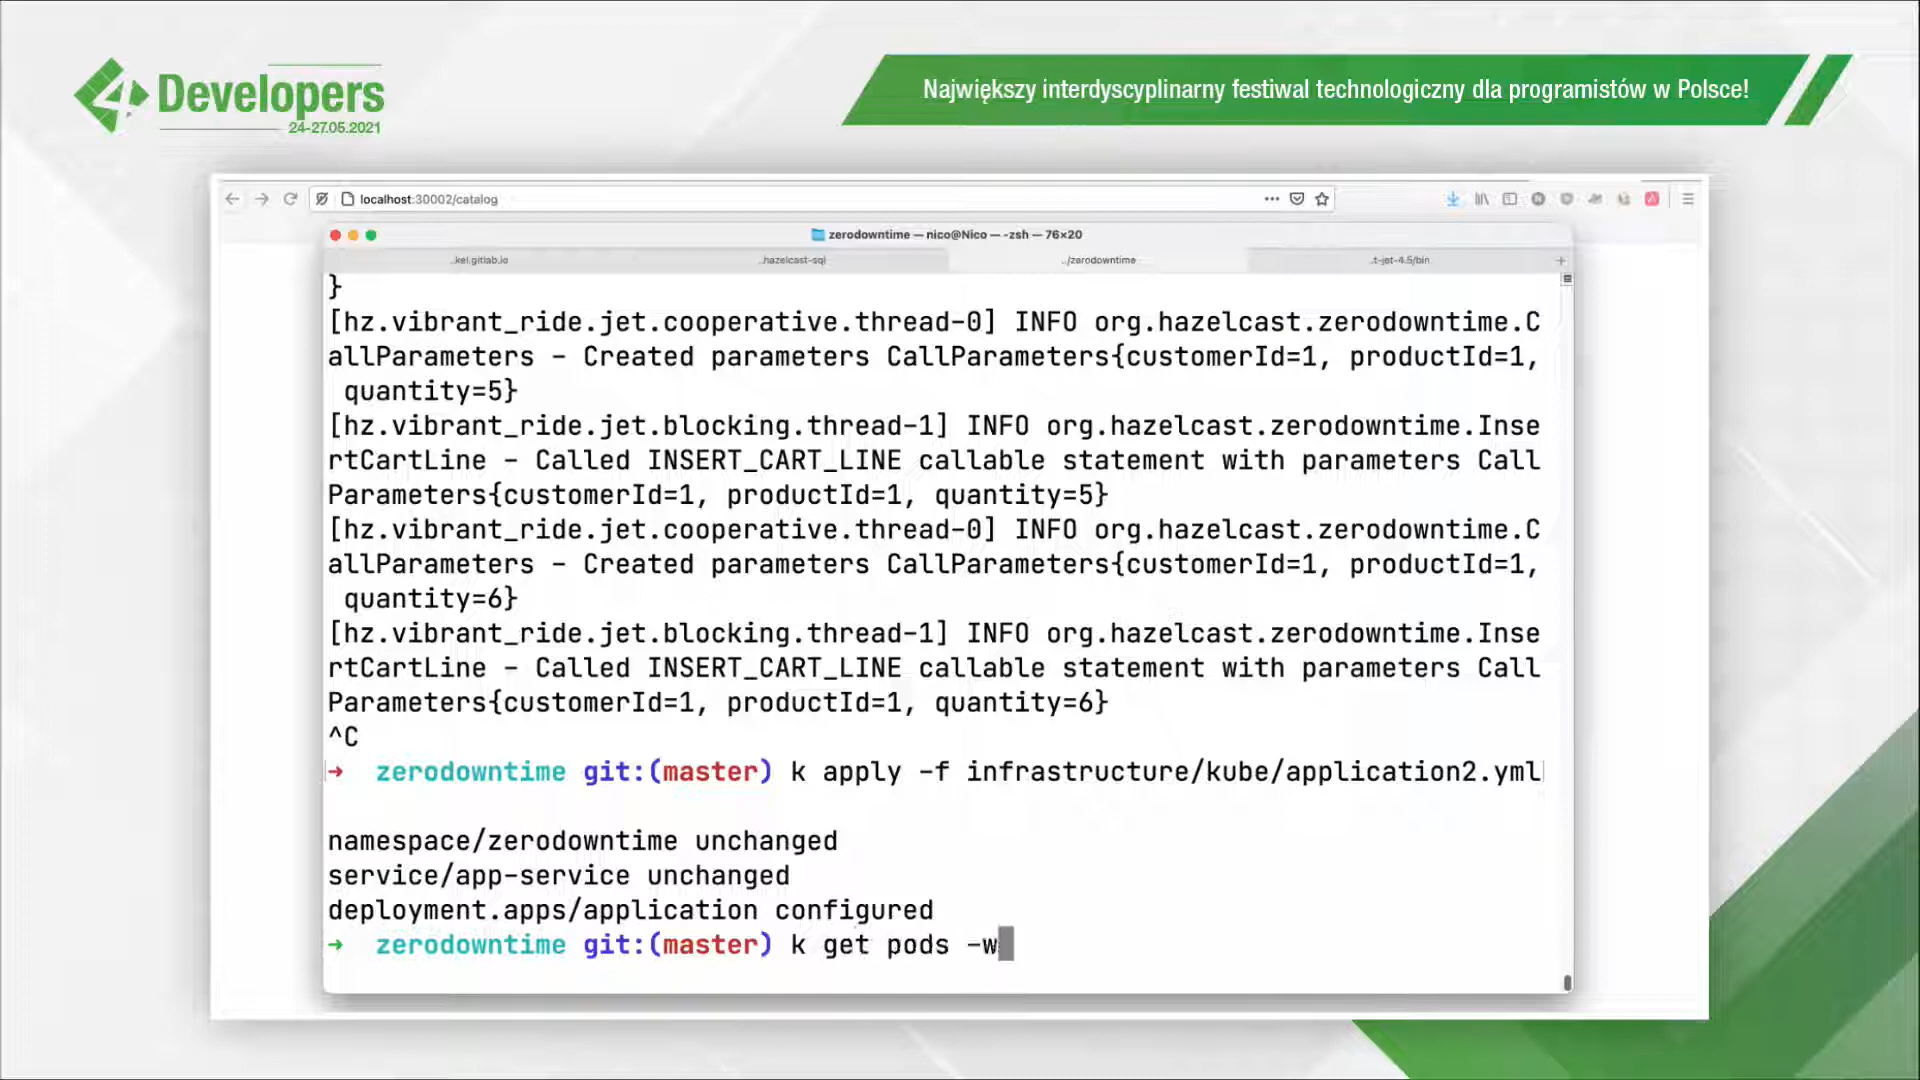 4Developers
24-27.05.2021
Największy interdyscyplinarny festiwal technologiczny dla programistów w Polsce!
localhost:30002/catalog
zerodowntime — nico@Nico — -zsh — 76×20
..kel.gitlab.io
..hazelcast-sql
../zerodowntime
..t-jet-4.5/bin
}
[hz.vibrant_ride.jet.cooperative.thread-0] INFO org.hazelcast.zerodowntime.C
allParameters - Created parameters CallParameters{customerId=1, productId=1,
 quantity=5}
[hz.vibrant_ride.jet.blocking.thread-1] INFO org.hazelcast.zerodowntime.Inse
rtCartLine - Called INSERT_CART_LINE callable statement with parameters Call
Parameters{customerId=1, productId=1, quantity=5}
[hz.vibrant_ride.jet.cooperative.thread-0] INFO org.hazelcast.zerodowntime.C
allParameters - Created parameters CallParameters{customerId=1, productId=1,
 quantity=6}
[hz.vibrant_ride.jet.blocking.thread-1] INFO org.hazelcast.zerodowntime.Inse
rtCartLine - Called INSERT_CART_LINE callable statement with parameters Call
Parameters{customerId=1, productId=1, quantity=6}
^C
→ zerodowntime git:(master) k apply -f infrastructure/kube/application2.yml
namespace/zerodowntime unchanged
service/app-service unchanged
deployment.apps/application configured
→ zerodowntime git:(master) k get pods -w